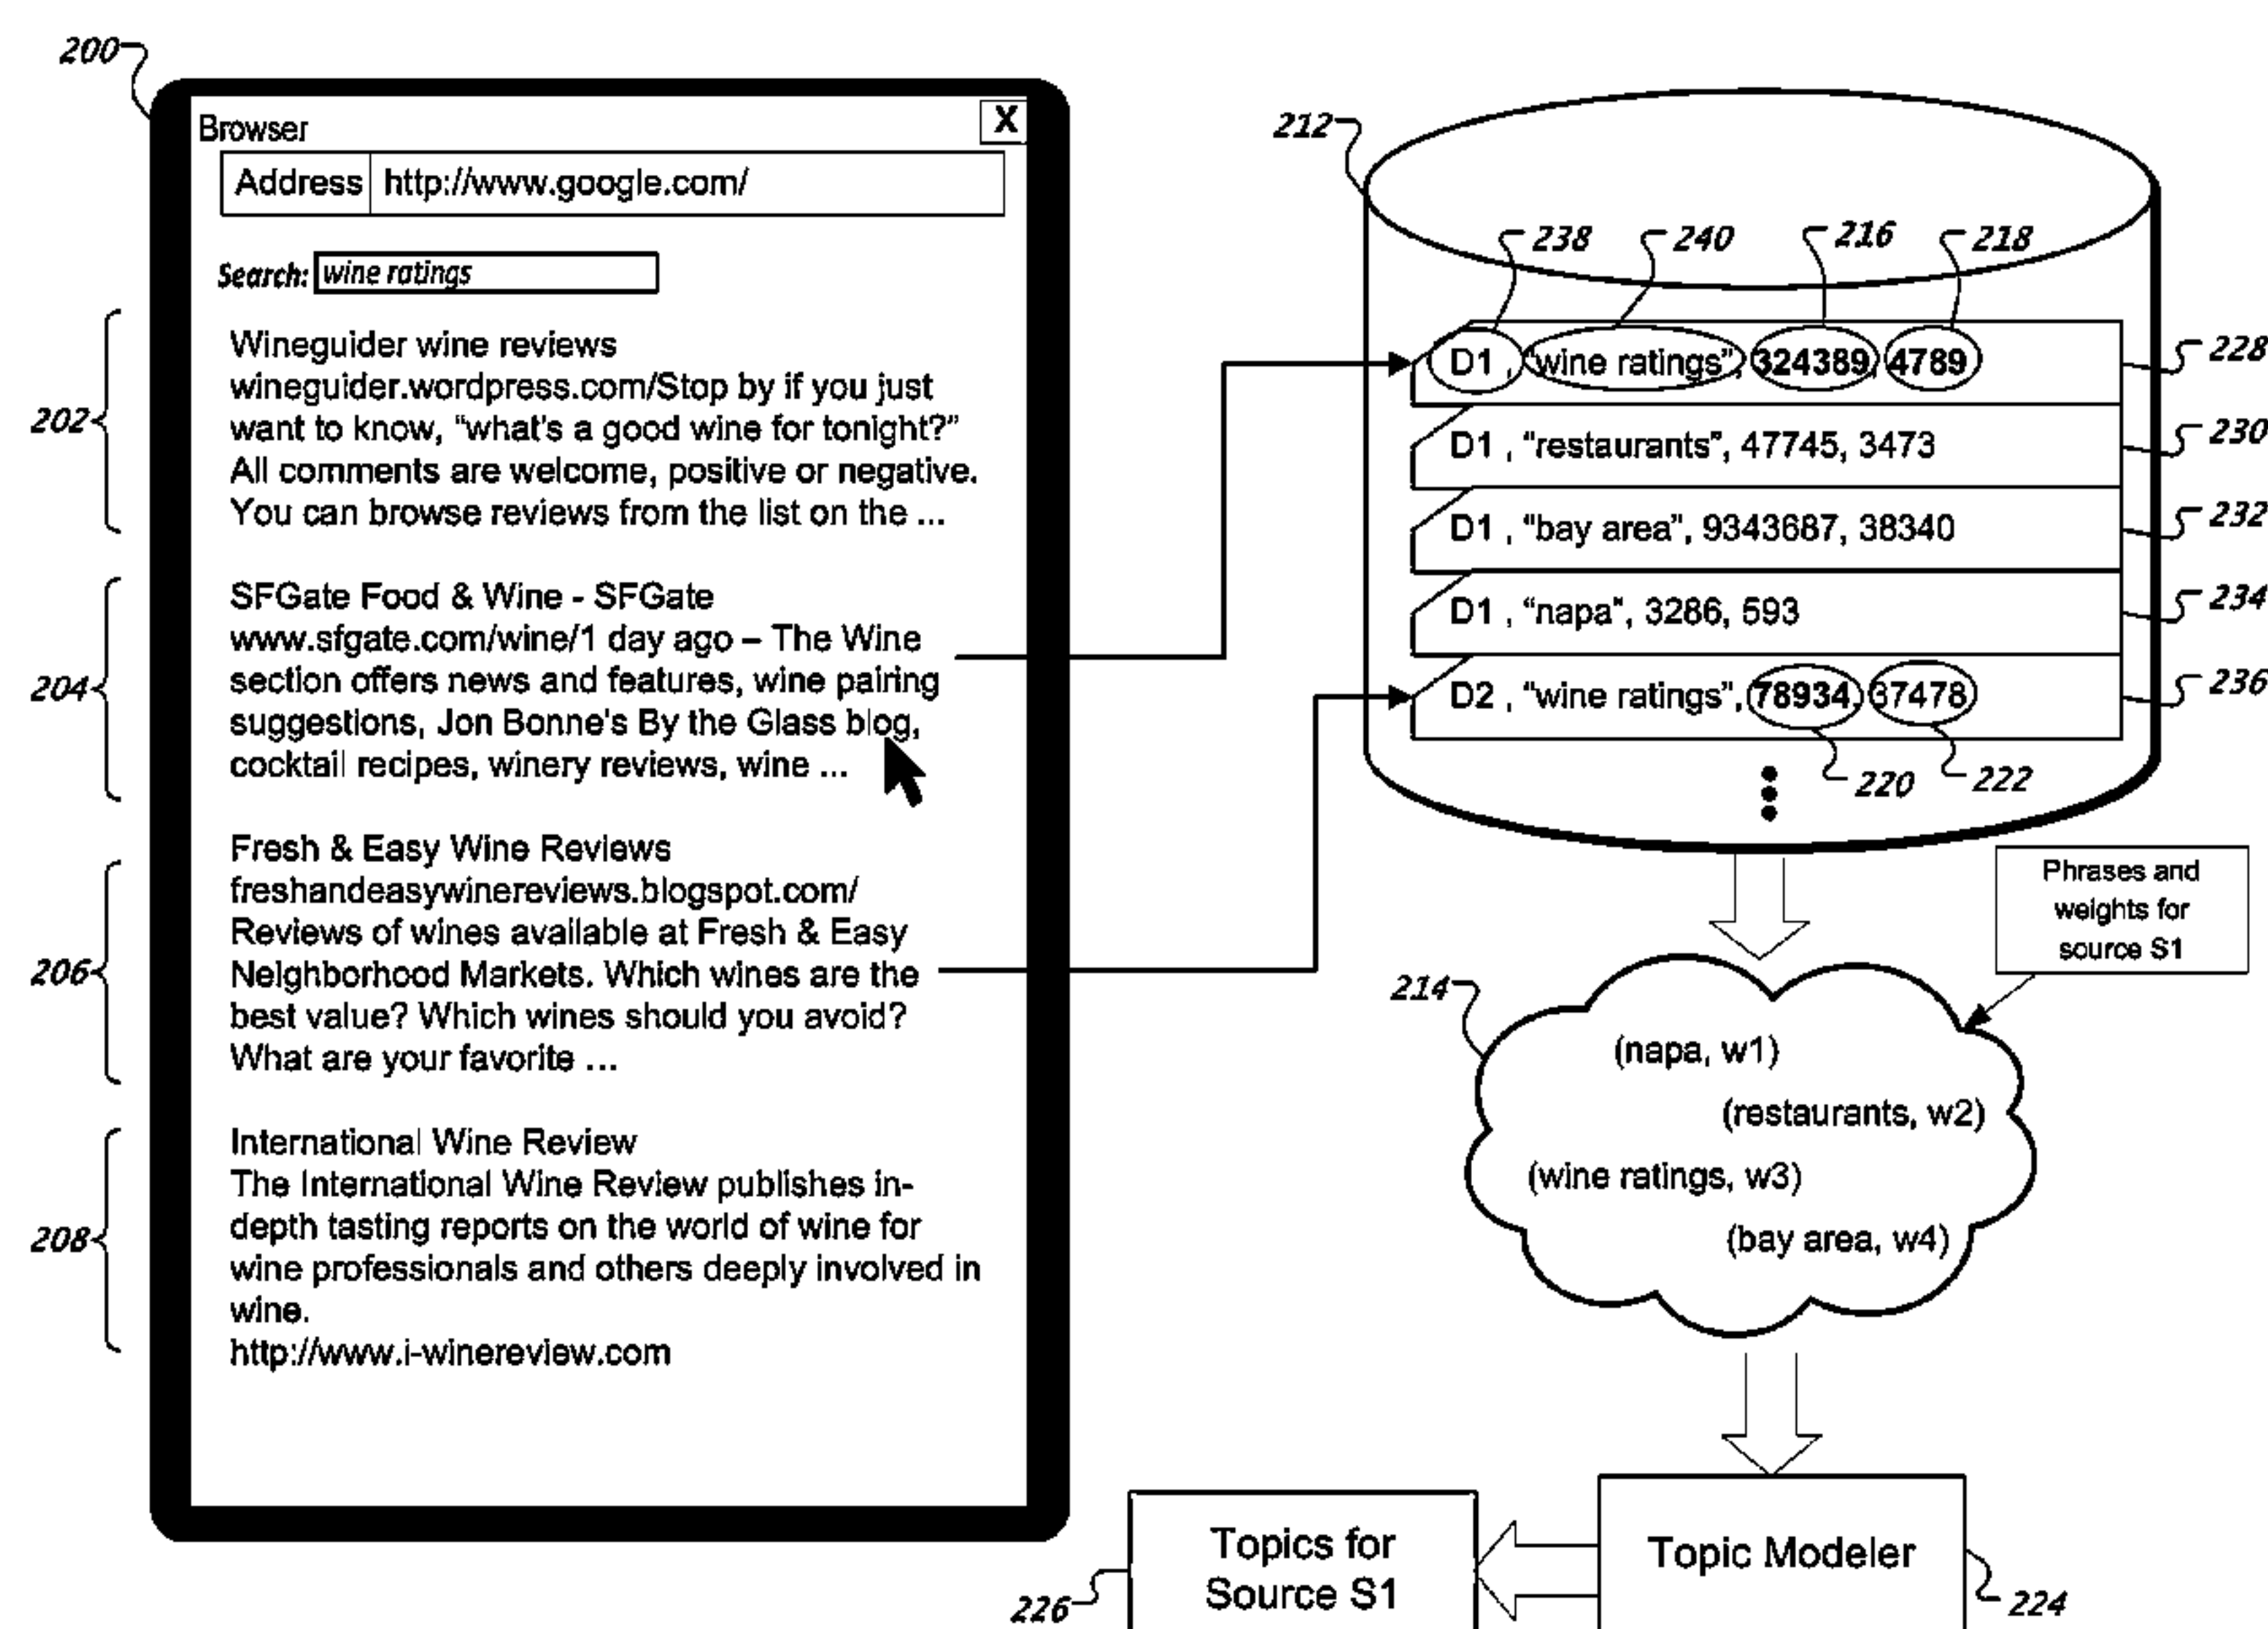 200
Browser
X
Address http://www.google.com/
Search: wine ratings
202
Wineguider wine reviews
wineguider.wordpress.com/Stop by if you just
want to know, “what's a good wine for tonight?”
All comments are welcome, positive or negative.
You can browse reviews from the list on the ...
204
SFGate Food & Wine - SFGate
www.sfgate.com/wine/1 day ago – The Wine
section offers news and features, wine pairing
suggestions, Jon Bonne's By the Glass blog,
cocktail recipes, winery reviews, wine ...
206
Fresh & Easy Wine Reviews
freshandeasywinereviews.blogspot.com/
Reviews of wines available at Fresh & Easy
Neighborhood Markets. Which wines are the
best value? Which wines should you avoid?
What are your favorite ...
208
International Wine Review
The International Wine Review publishes in-
depth tasting reports on the world of wine for
wine professionals and others deeply involved in
wine.
http://www.i-winereview.com
212
238 240 216 218
D1 , “wine ratings”, 324389, 4789
228
D1 , “restaurants”, 47745, 3473
230
D1 , “bay area”, 9343687, 38340
232
D1 , “napa”, 3286, 593
234
D2 , “wine ratings”, 78934, 37478
236
220 222
Phrases and
weights for
source S1
214
(napa, w1)
(restaurants, w2)
(wine ratings, w3)
(bay area, w4)
Topic Modeler
224
Topics for
Source S1
226